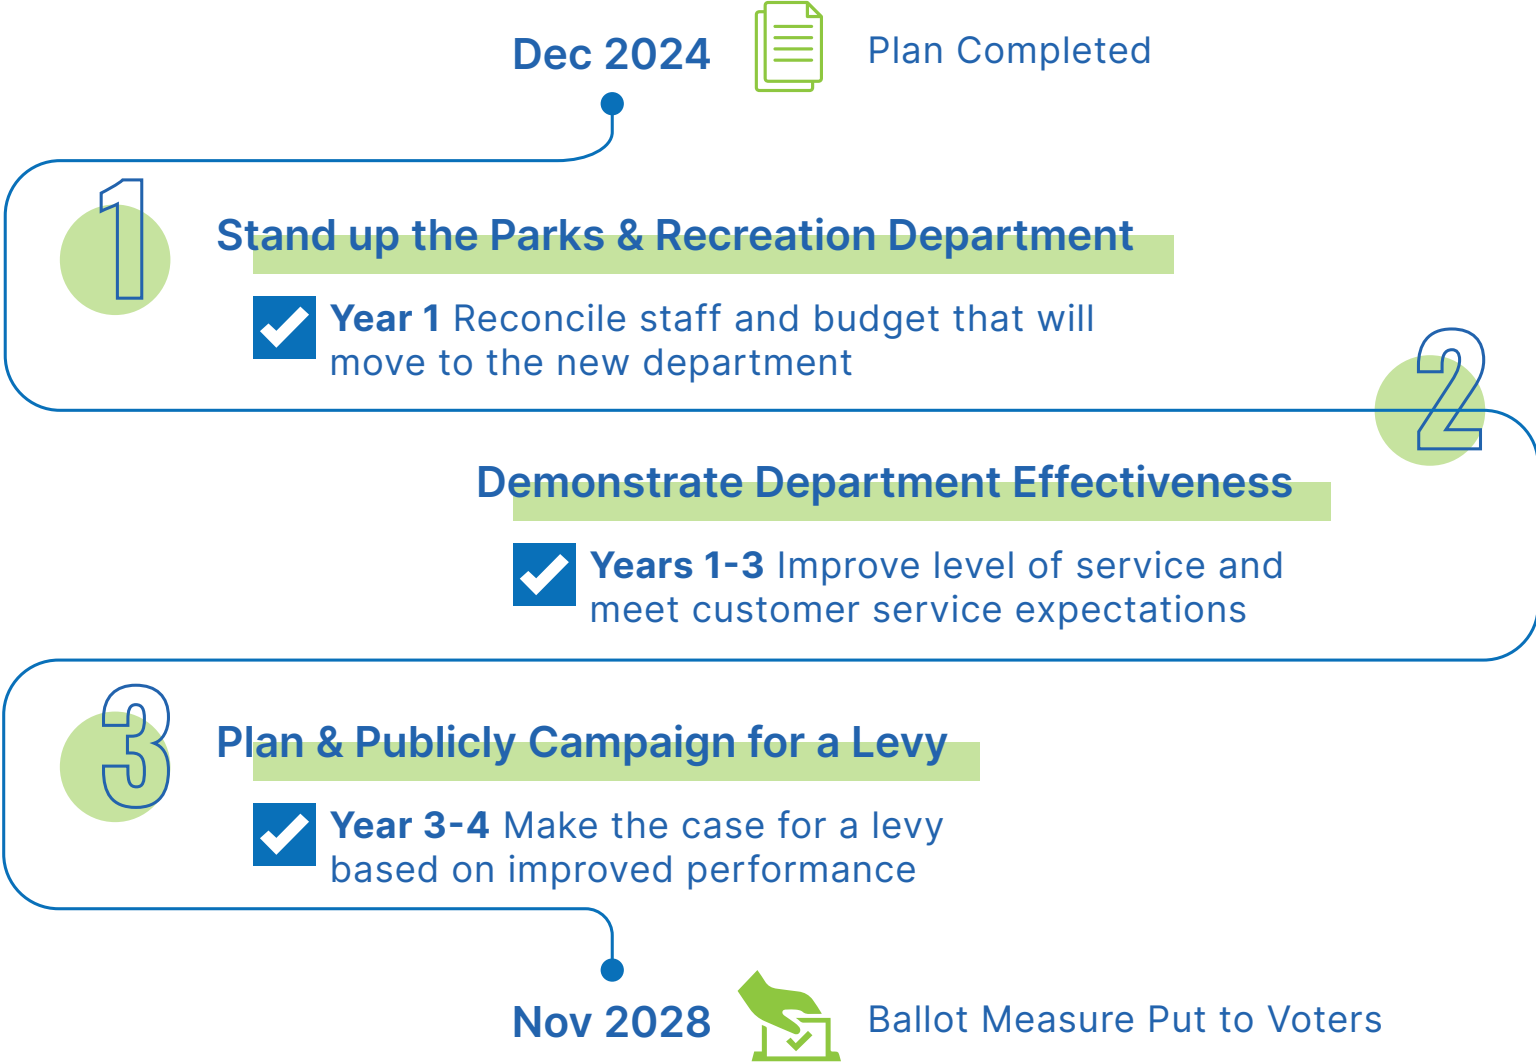 Dec 2024
Plan Completed
1
Stand up the Parks & Recreation Department
Year 1 Reconcile staff and budget that will
move to the new department
2
Demonstrate Department Effectiveness
Years 1-3 Improve level of service and
meet customer service expectations
3
Plan & Publicly Campaign for a Levy
Year 3-4 Make the case for a levy
based on improved performance
Nov 2028
Ballot Measure Put to Voters